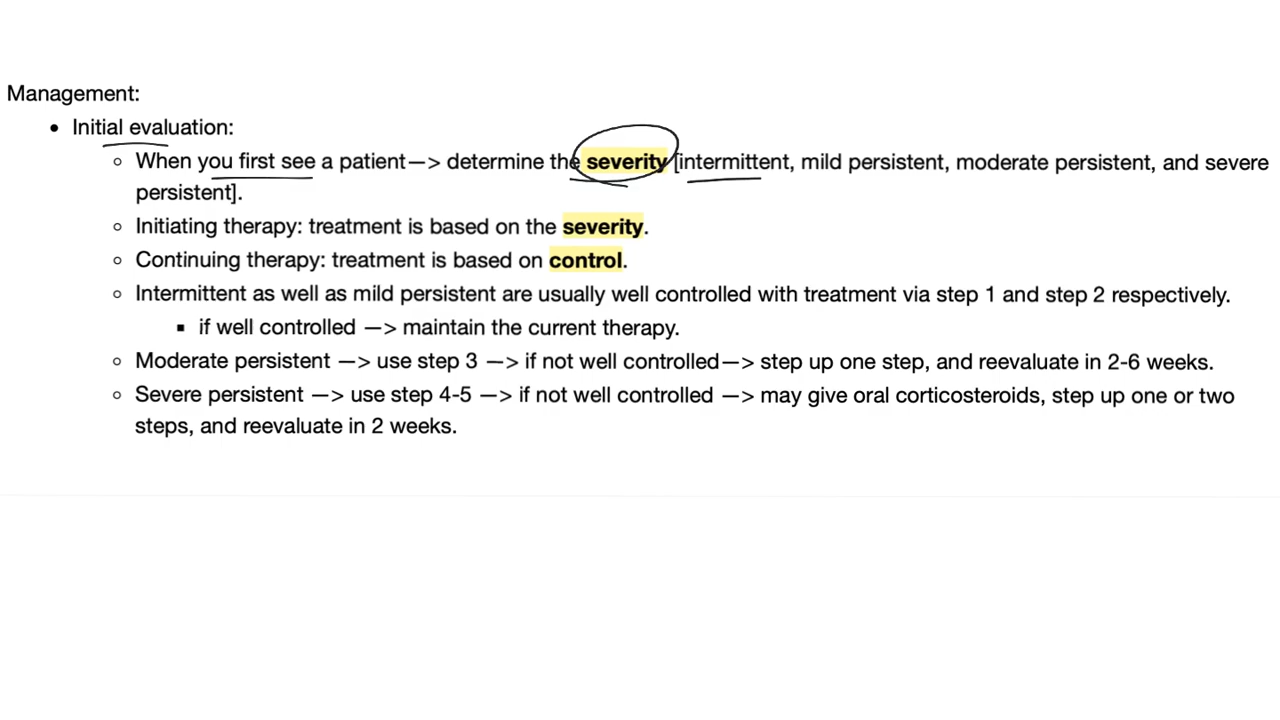 Management:
• Initial evaluation:
○ When you first see a patient—> determine the severity [intermittent, mild persistent, moderate persistent, and severe
persistent].
○ Initiating therapy: treatment is based on the severity.
○ Continuing therapy: treatment is based on control.
○ Intermittent as well as mild persistent are usually well controlled with treatment via step 1 and step 2 respectively.
▪ if well controlled —> maintain the current therapy.
○ Moderate persistent —> use step 3 —> if not well controlled—> step up one step, and reevaluate in 2-6 weeks.
○ Severe persistent —> use step 4-5 —> if not well controlled —> may give oral corticosteroids, step up one or two
steps, and reevaluate in 2 weeks.